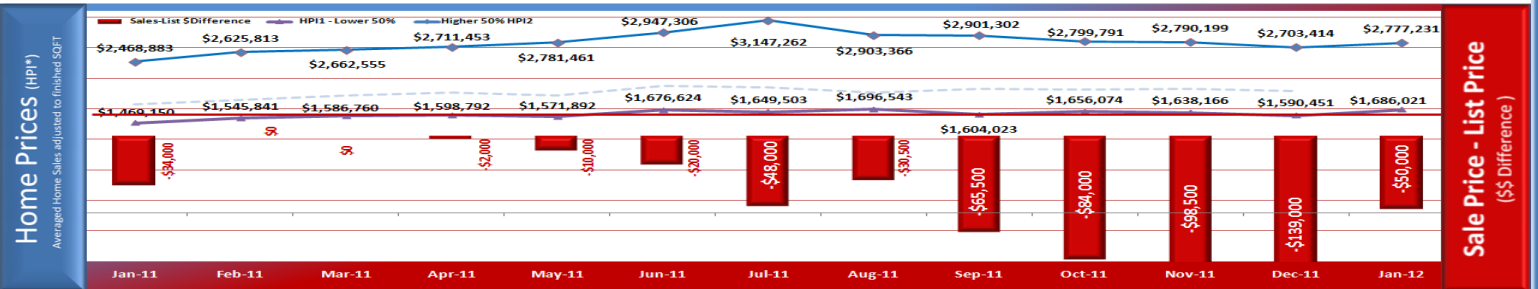 Home Prices (HPI*)
Averaged Home Sales adjusted to finished SQFT
Sales-List $Difference HPI1 - Lower 50% Higher 50% HPI2
$2,468,883 $2,625,813 $2,662,555 $2,711,453 $2,781,461 $2,947,306 $3,147,262 $2,903,366 $2,901,302 $2,799,791 $2,790,199 $2,703,414 $2,777,231
$1,469,150 $1,545,841 $1,586,760 $1,598,792 $1,571,892 $1,676,624 $1,649,503 $1,696,543 $1,604,023 $1,656,074 $1,638,166 $1,590,451 $1,686,021
-$34,000 $0 $0 -$2,000 -$10,000 -$20,000 -$48,000 -$30,500 -$65,500 -$84,000 -$98,500 -$139,000 -$50,000
Jan-11 Feb-11 Mar-11 Apr-11 May-11 Jun-11 Jul-11 Aug-11 Sep-11 Oct-11 Nov-11 Dec-11 Jan-12
Sale Price - List Price
($$ Difference )